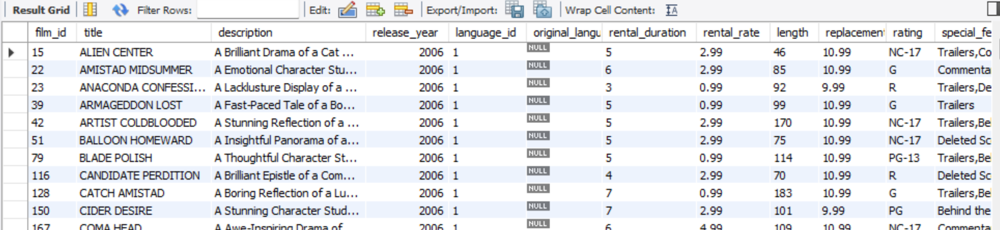 Result Grid Filter Rows: Edit: Export/Import: Wrap Cell Content: IA
film_id title description release_year language_id original_langu rental_duration rental_rate length replacement rating special_fe
15 ALIEN CENTER A Brilliant Drama of a Cat ... 2006 1 NULL 5 2.99 46 10.99 NC-17 Trailers,Co
22 AMISTAD MIDSUMMER A Emotional Character Stu... 2006 1 NULL 6 2.99 85 10.99 G Commenta
23 ANACONDA CONFESSI... A Lacklusture Display of a ... 2006 1 NULL 3 0.99 92 9.99 R Trailers,De
39 ARMAGEDDON LOST A Fast-Paced Tale of a Bo... 2006 1 NULL 5 0.99 99 10.99 G Trailers
42 ARTIST COLDBLOODED A Stunning Reflection of a ... 2006 1 NULL 5 2.99 170 10.99 NC-17 Trailers,Be
51 BALLOON HOMEWARD A Insightful Panorama of a... 2006 1 NULL 5 2.99 75 10.99 NC-17 Deleted Sc
79 BLADE POLISH A Thoughtful Character St... 2006 1 NULL 5 0.99 114 10.99 PG-13 Trailers,Be
116 CANDIDATE PERDITION A Brilliant Epistle of a Com... 2006 1 NULL 4 2.99 70 10.99 R Deleted Sc
128 CATCH AMISTAD A Boring Reflection of a Lu... 2006 1 NULL 7 0.99 183 10.99 G Trailers,Be
150 CIDER DESIRE A Stunning Character Stud... 2006 1 NULL 7 2.99 101 9.99 PG Behind the
167 COMA HEAD A Awe-Inspiring Drama of 2006 1 NULL 6 4.99 109 10.99 NC-17 Commenta